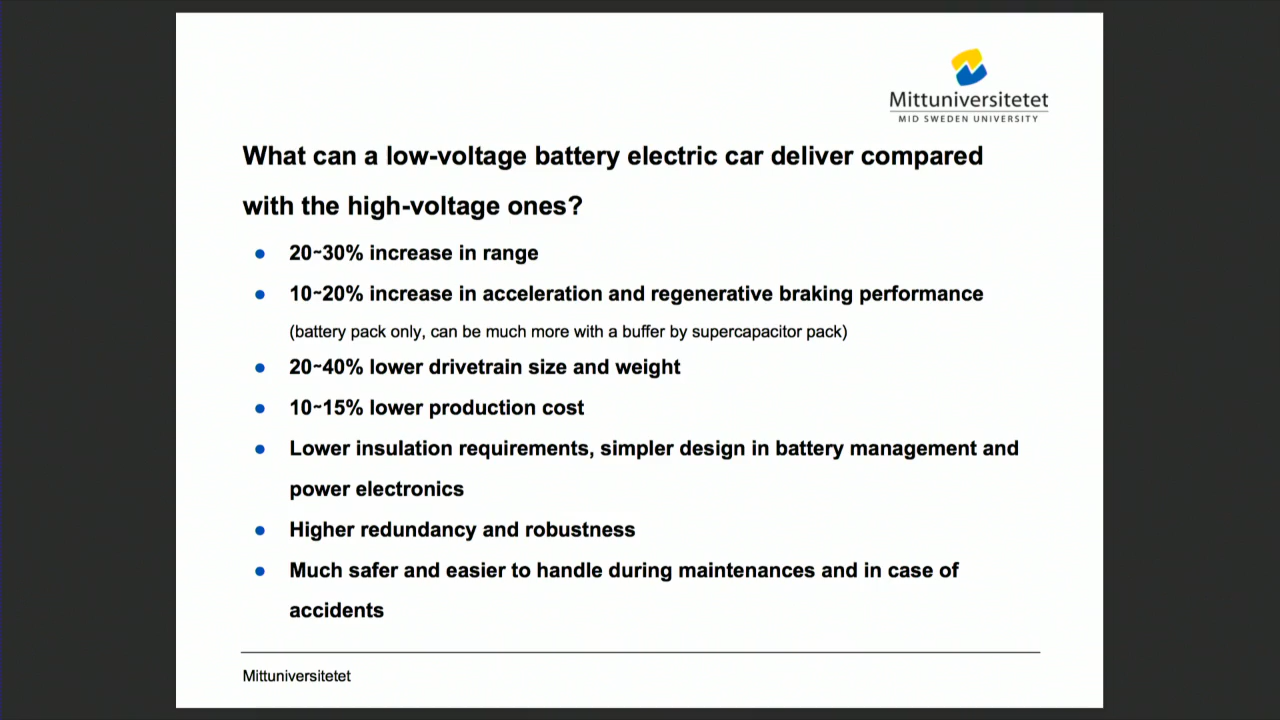 Mittuniversitetet
MID SWEDEN UNIVERSITY
What can a low-voltage battery electric car deliver compared
with the high-voltage ones?
• 20~30% increase in range
• 10~20% increase in acceleration and regenerative braking performance
(battery pack only, can be much more with a buffer by supercapacitor pack)
• 20~40% lower drivetrain size and weight
• 10~15% lower production cost
• Lower insulation requirements, simpler design in battery management and
power electronics
• Higher redundancy and robustness
• Much safer and easier to handle during maintenances and in case of
accidents
Mittuniversitetet